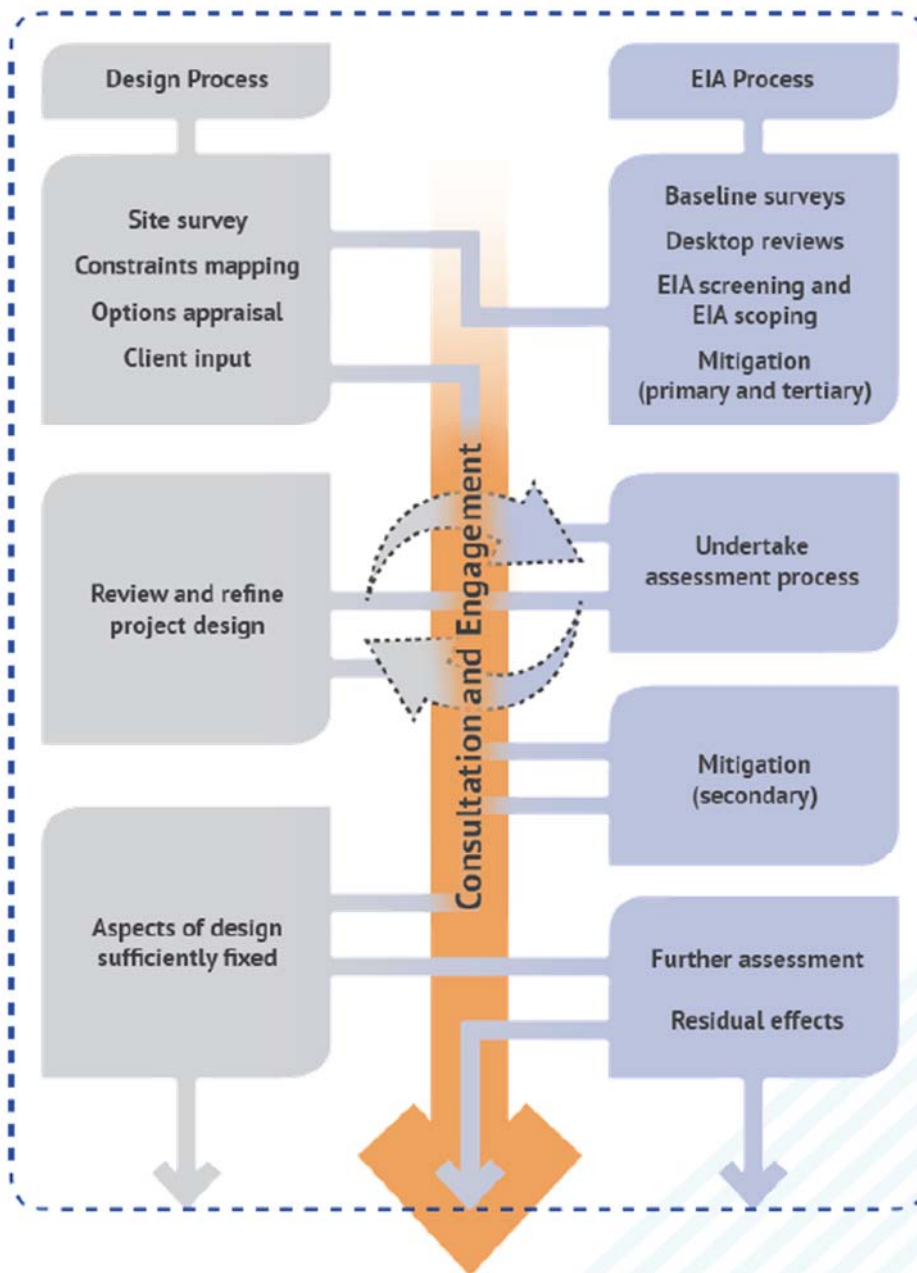 Design Process
EIA Process
Site survey
Constraints mapping
Options appraisal
Client input
Baseline surveys
Desktop reviews
EIA screening and
EIA scoping
Mitigation
(primary and tertiary)
Consultation and Engagement
Review and refine
project design
Undertake
assessment process
Mitigation
(secondary)
Aspects of design
sufficiently fixed
Further assessment
Residual effects